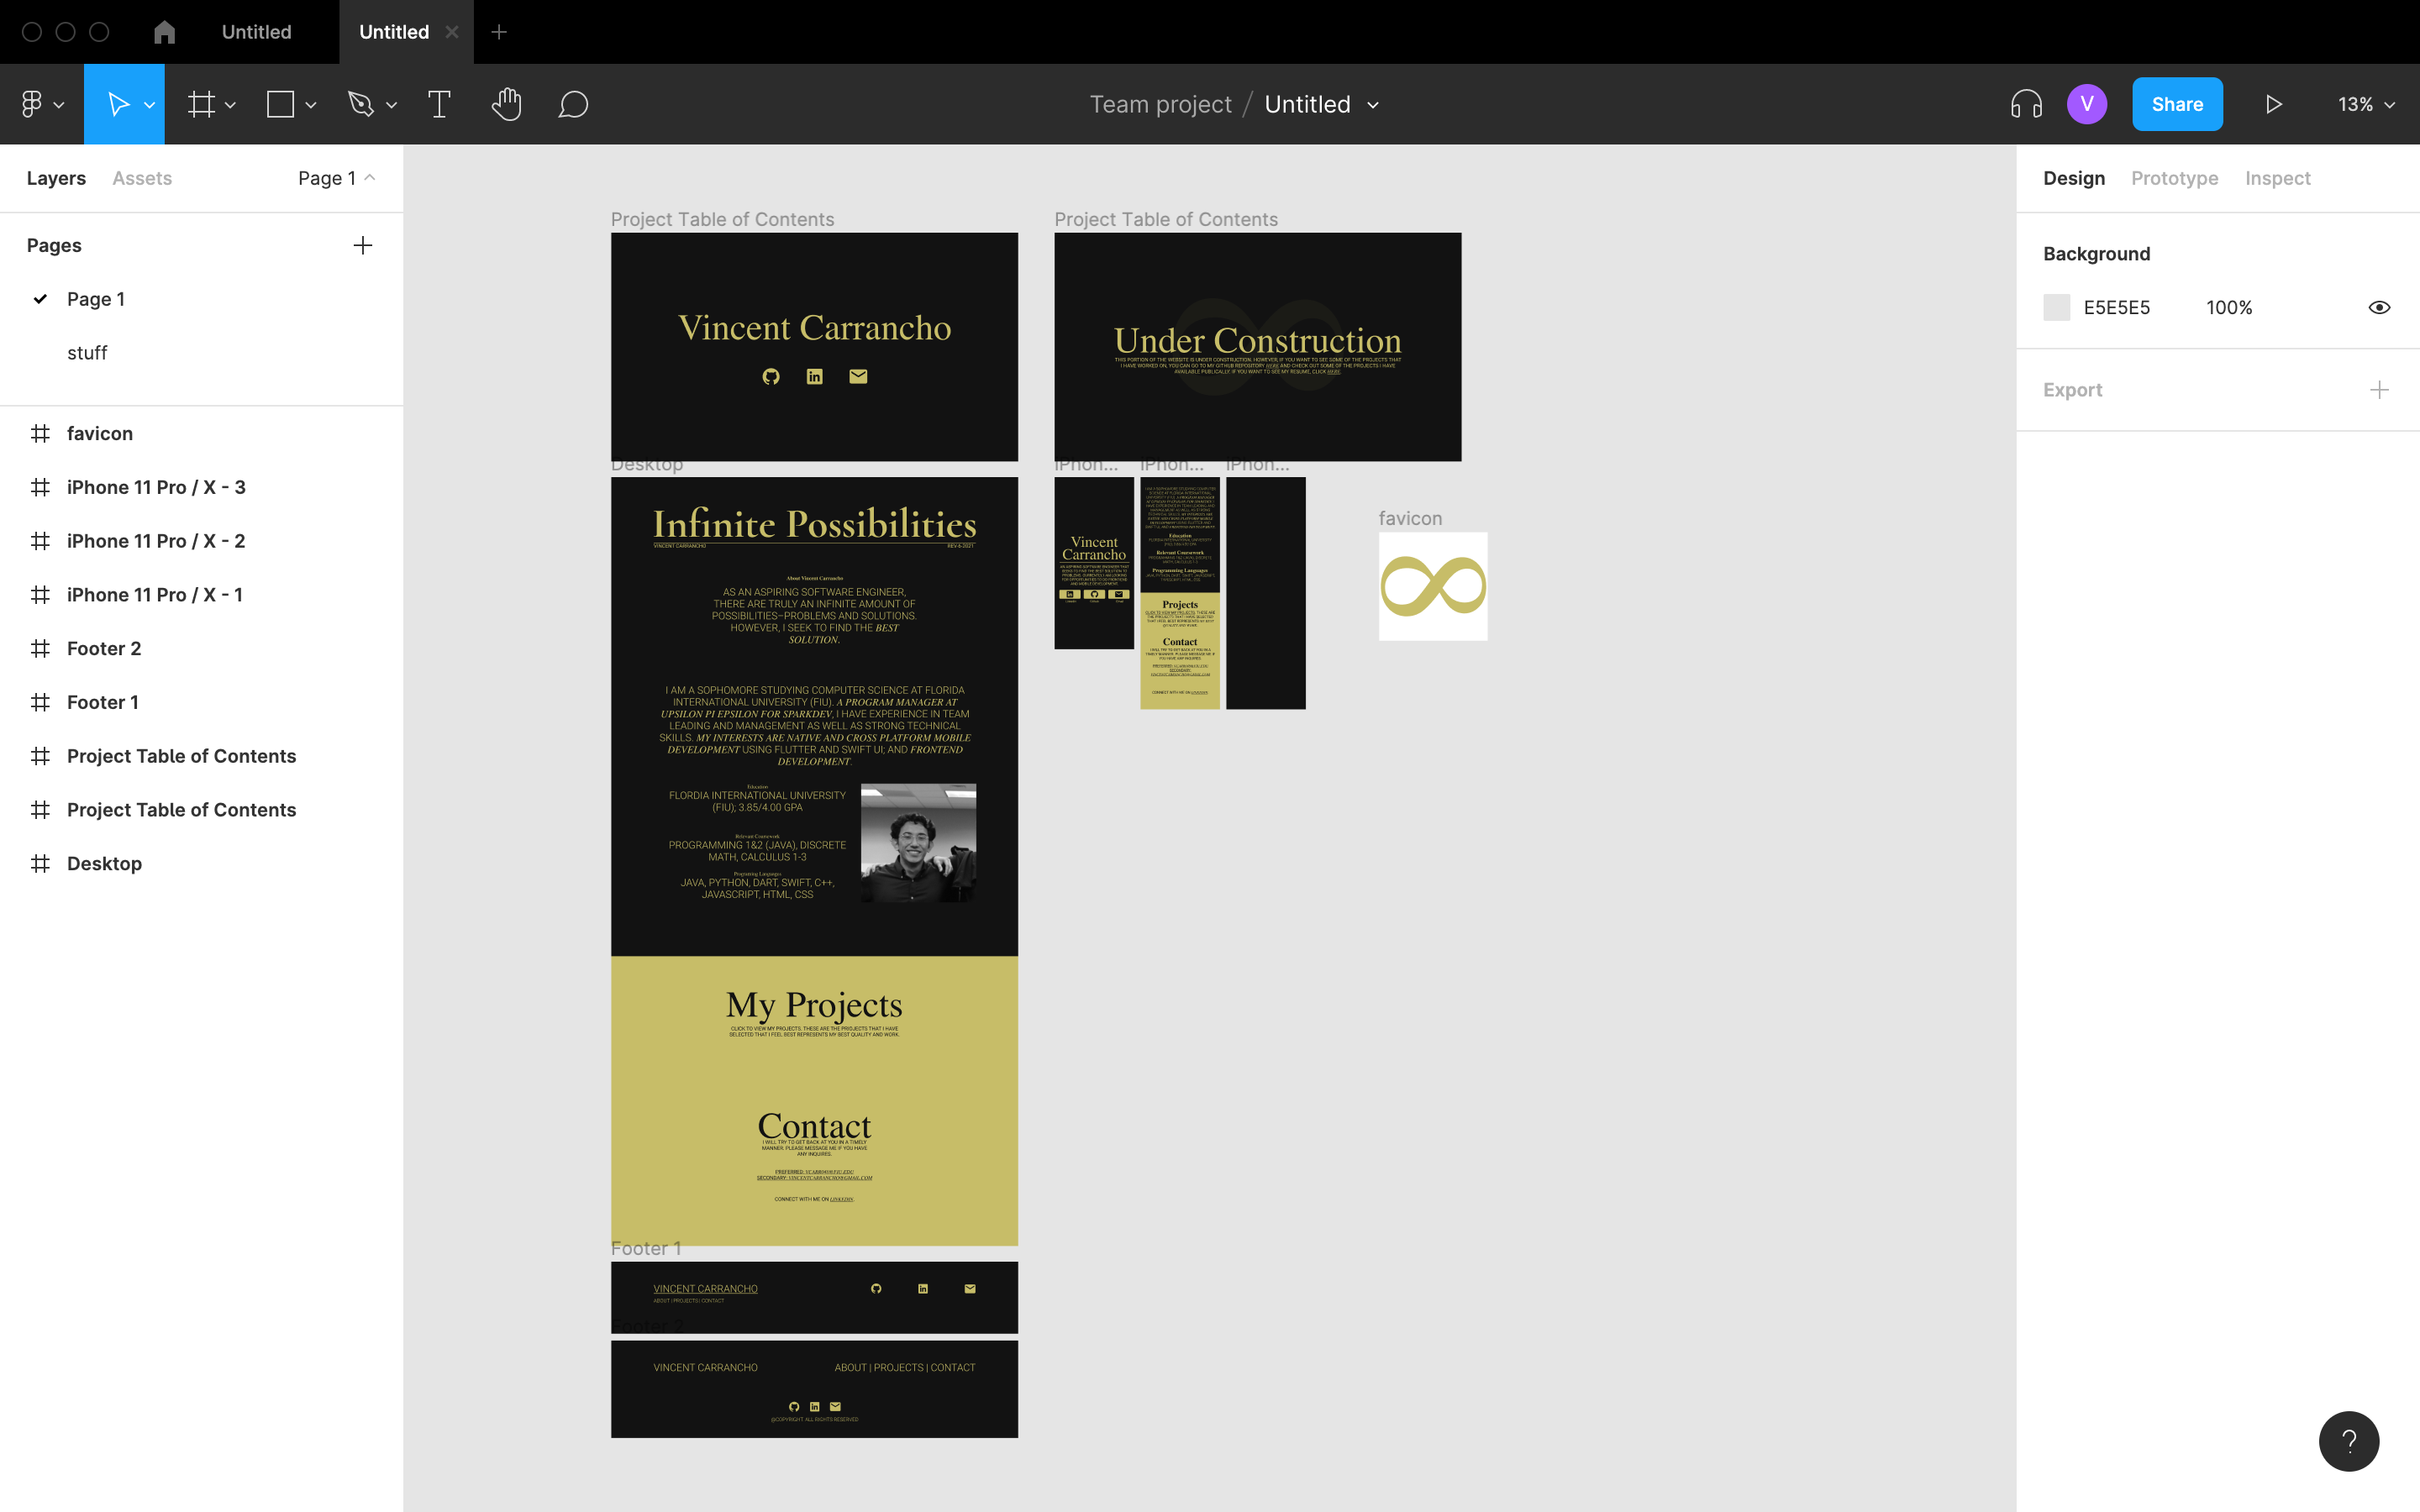 Untitled
Untitled
Team project / Untitled
V
Share
13%
Layers
Assets
Page 1
Pages
Page 1
stuff
favicon
iPhone 11 Pro / X - 3
iPhone 11 Pro / X - 2
iPhone 11 Pro / X - 1
Footer 2
Footer 1
Project Table of Contents
Project Table of Contents
Desktop
Project Table of Contents
Vincent Carrancho
Project Table of Contents
Under Construction
THIS PORTION OF THE WEBSITE IS UNDER CONSTRUCTION. HOWEVER, IF YOU WANT TO SEE SOME OF THE PROJECTS THAT
I HAVE WORKED ON, YOU CAN GO TO MY GITHUB REPOSITORY HERE AND CHECK OUT SOME OF THE PROJECTS I HAVE
AVAILABLE PUBLICALLY. IF YOU WANT TO SEE MY RESUME, CLICK HERE.
Desktop
Infinite Possibilities
VINCENT CARRANCHO
REV-6-2021
About Vincent Carrancho
AS AN ASPIRING SOFTWARE ENGINEER,
THERE ARE TRULY AN INFINITE AMOUNT OF
POSSIBILITIES–PROBLEMS AND SOLUTIONS.
HOWEVER, I SEEK TO FIND THE BEST
SOLUTION.
I AM A SOPHOMORE STUDYING COMPUTER SCIENCE AT FLORIDA
INTERNATIONAL UNIVERSITY (FIU). A PROGRAM MANAGER AT
UPSILON PI EPSILON FOR SPARKDEV, I HAVE EXPERIENCE IN TEAM
LEADING AND MANAGEMENT AS WELL AS STRONG TECHNICAL
SKILLS. MY INTERESTS ARE NATIVE AND CROSS PLATFORM MOBILE
DEVELOPMENT USING FLUTTER AND SWIFT UI; AND FRONTEND
DEVELOPMENT.
Education
FLORDIA INTERNATIONAL UNIVERSITY
(FIU); 3.85/4.00 GPA
Relevant Coursework
PROGRAMMING 1&2 (JAVA), DISCRETE
MATH, CALCULUS 1-3
Programing Languages
JAVA, PYTHON, DART, SWIFT, C++,
JAVASCRIPT, HTML, CSS
My Projects
CLICK TO VIEW MY PROJECTS. THESE ARE THE PROJECTS THAT I HAVE
SELECTED THAT I FEEL BEST REPRESENTS MY BEST QUALITY AND WORK.
Contact
I WILL TRY TO GET BACK AT YOU IN A TIMELY
MANNER. PLEASE MESSAGE ME IF YOU HAVE
ANY INQUIRES.
PREFERRED:
SECONDARY: VINCENTCARRANCHO@GMAIL.COM
CONNECT WITH ME ON LINKEDIN.
Footer 1
VINCENT CARRANCHO
ABOUT | PROJECTS | CONTACT
Footer 2
VINCENT CARRANCHO
ABOUT | PROJECTS | CONTACT
@COPYRIGHT ALL RIGHTS RESERVED
iPhon...
iPhon...
iPhon...
Vincent
Carrancho
Education
Relevant Coursework
Programming Languages
Projects
Contact
CONNECT WITH ME ON LINKEDIN
favicon
Design
Prototype
Inspect
Background
E5E5E5
100%
Export
?